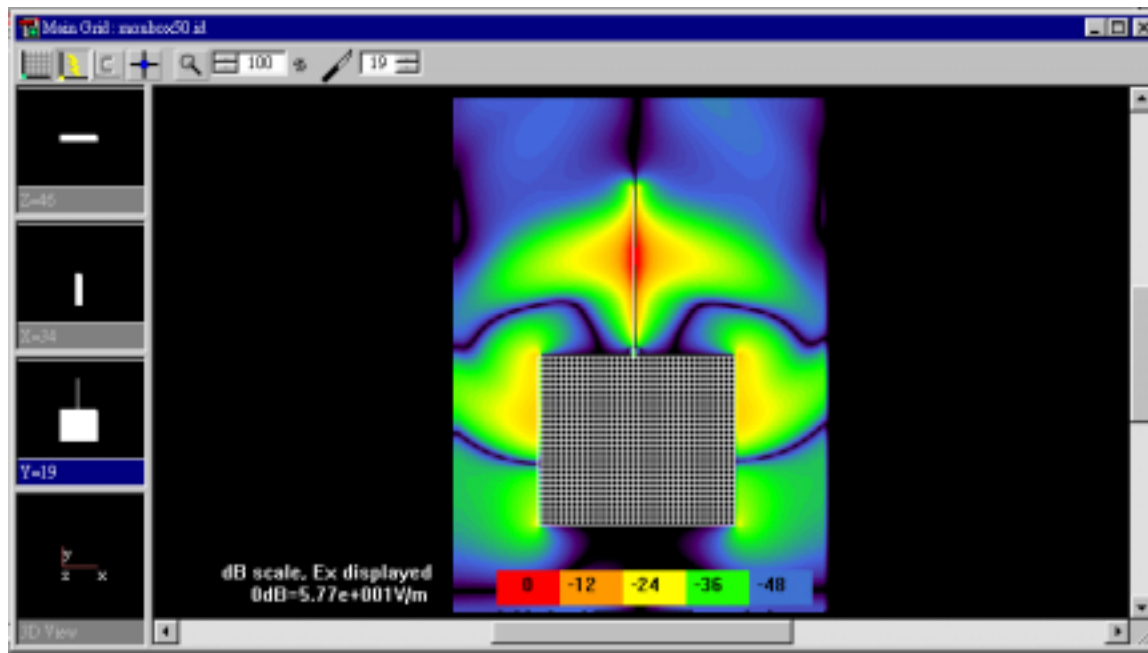 Main Grid: monbox50.id
100
19
Z=46
X=34
Y=19
y
z x
3D View
dB scale, Ex displayed
0dB=5.77e+001V/m
0 -12 -24 -36 -48